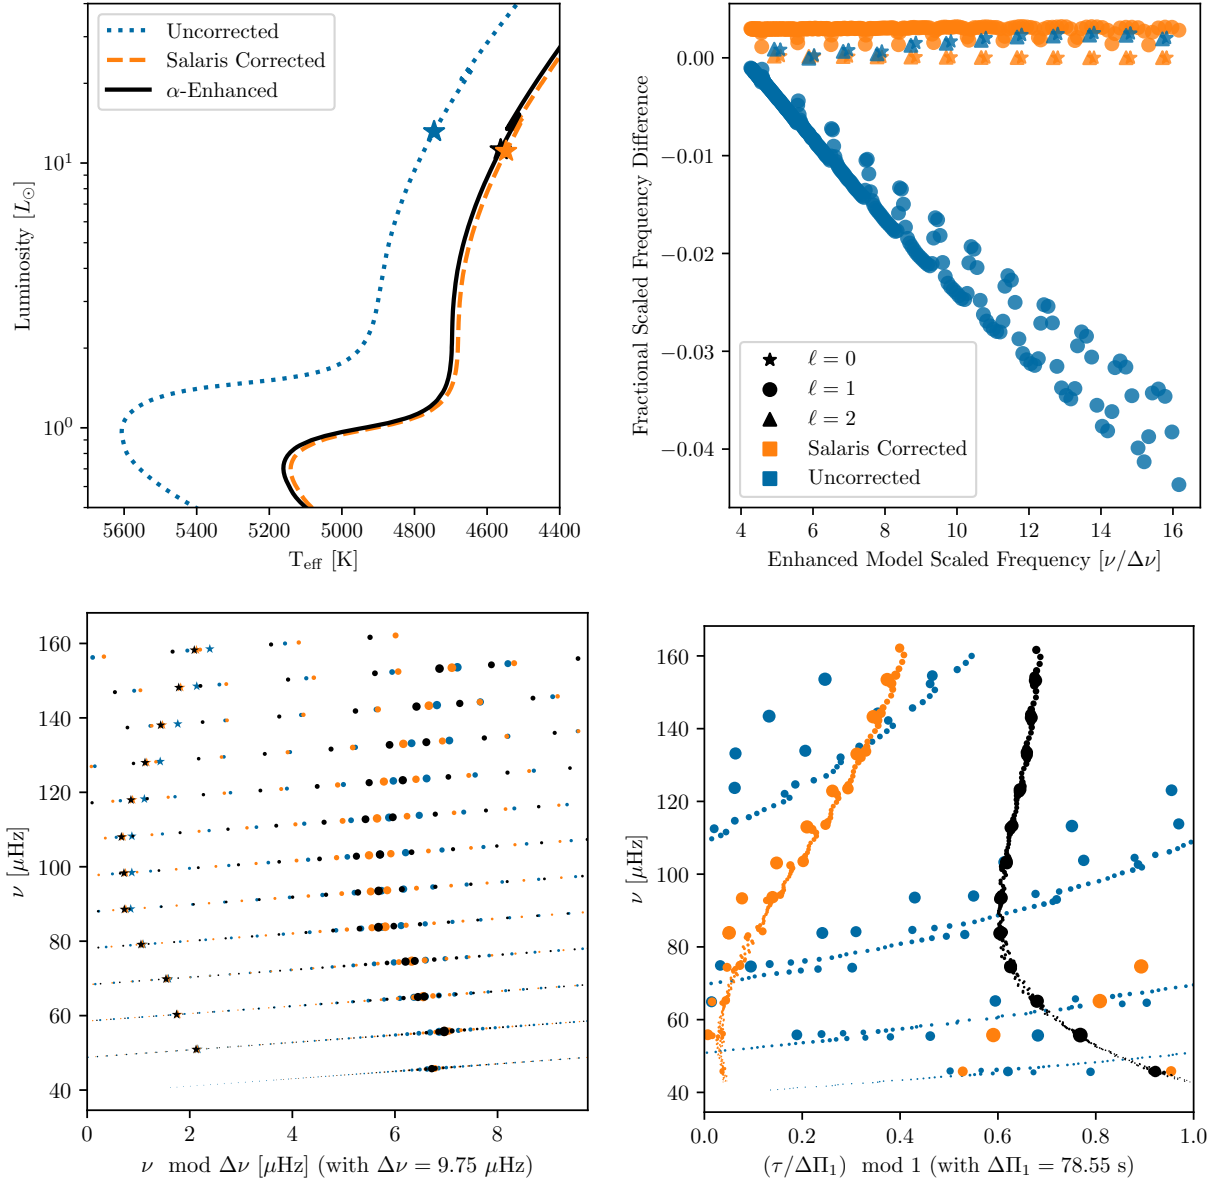 Uncorrected
Salaris Corrected
α-Enhanced
Luminosity [L⊙]
10¹
10⁰
5600 5400 5200 5000 4800 4600 4400
T_eff [K]
Fractional Scaled Frequency Difference
0.00
−0.01
−0.02
−0.03
−0.04
ℓ = 0
ℓ = 1
ℓ = 2
Salaris Corrected
Uncorrected
4 6 8 10 12 14 16
Enhanced Model Scaled Frequency [ν/Δν]
ν [μHz]
160
140
120
100
80
60
40
0 2 4 6 8
ν mod Δν [μHz] (with Δν = 9.75 μHz)
ν [μHz]
160
140
120
100
80
60
40
0.0 0.2 0.4 0.6 0.8 1.0
(τ/ΔΠ₁) mod 1 (with ΔΠ₁ = 78.55 s)